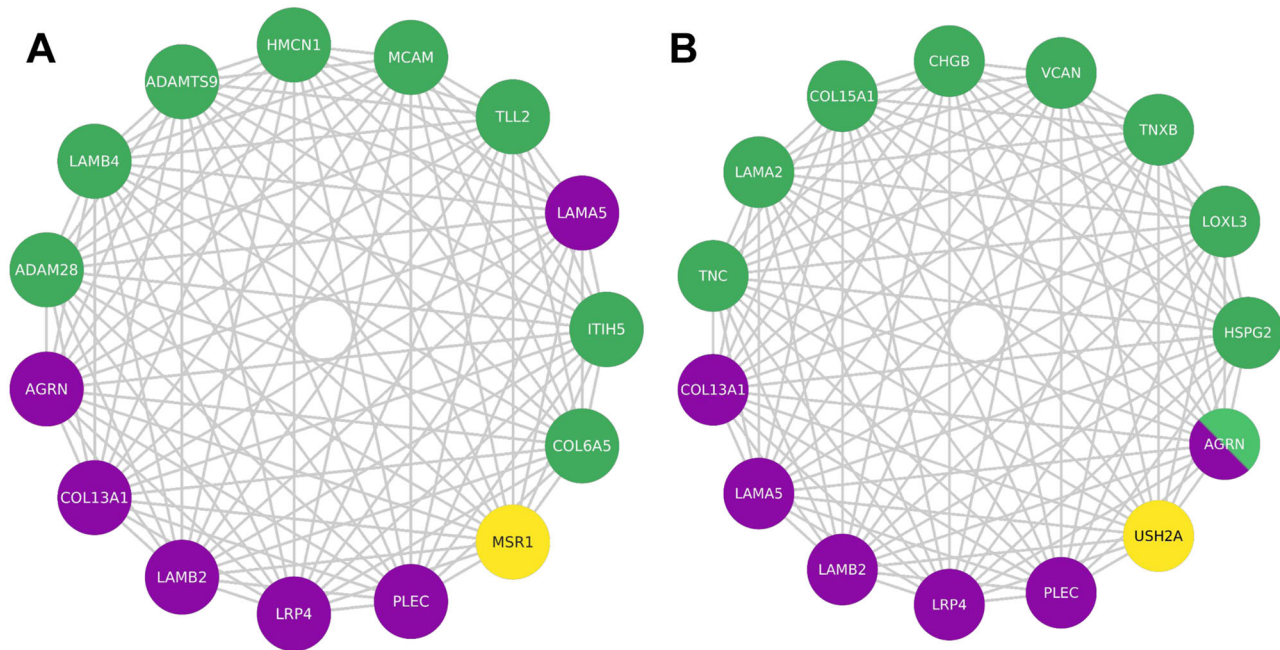 A
HMCN1
MCAM
ADAMTS9
TLL2
LAMB4
LAMA5
ADAM28
ITIH5
AGRN
COL6A5
COL13A1
MSR1
LAMB2
LRP4
PLEC
B
CHGB
VCAN
COL15A1
TNXB
LAMA2
LOXL3
TNC
HSPG2
COL13A1
AGRN
LAMA5
USH2A
LAMB2
LRP4
PLEC